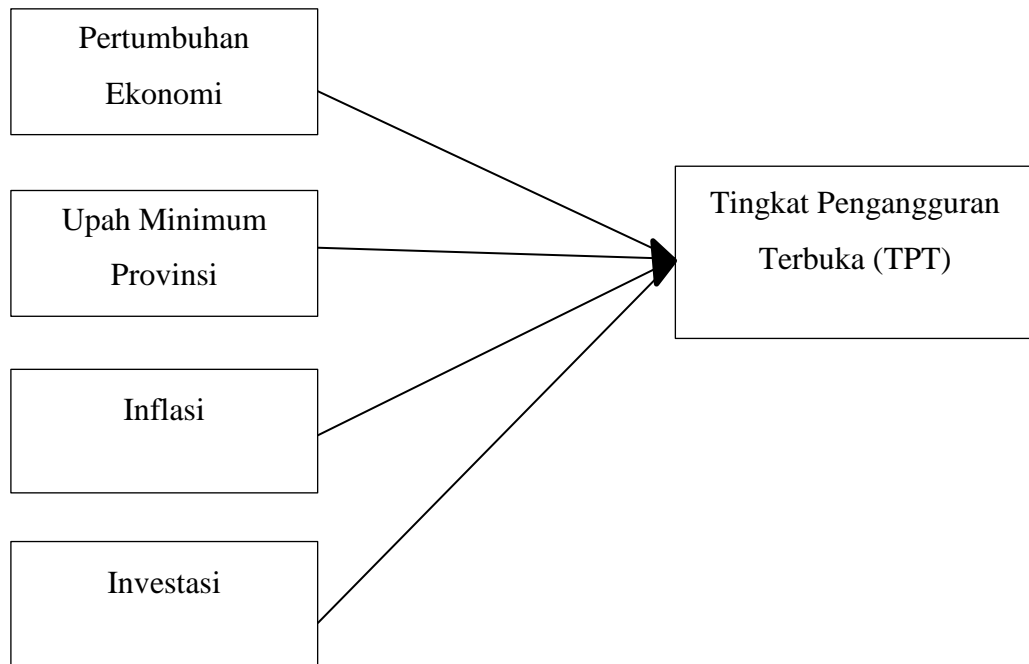 Pertumbuhan
Ekonomi
Upah Minimum
Provinsi
Inflasi
Investasi
Tingkat Pengangguran
Terbuka (TPT)